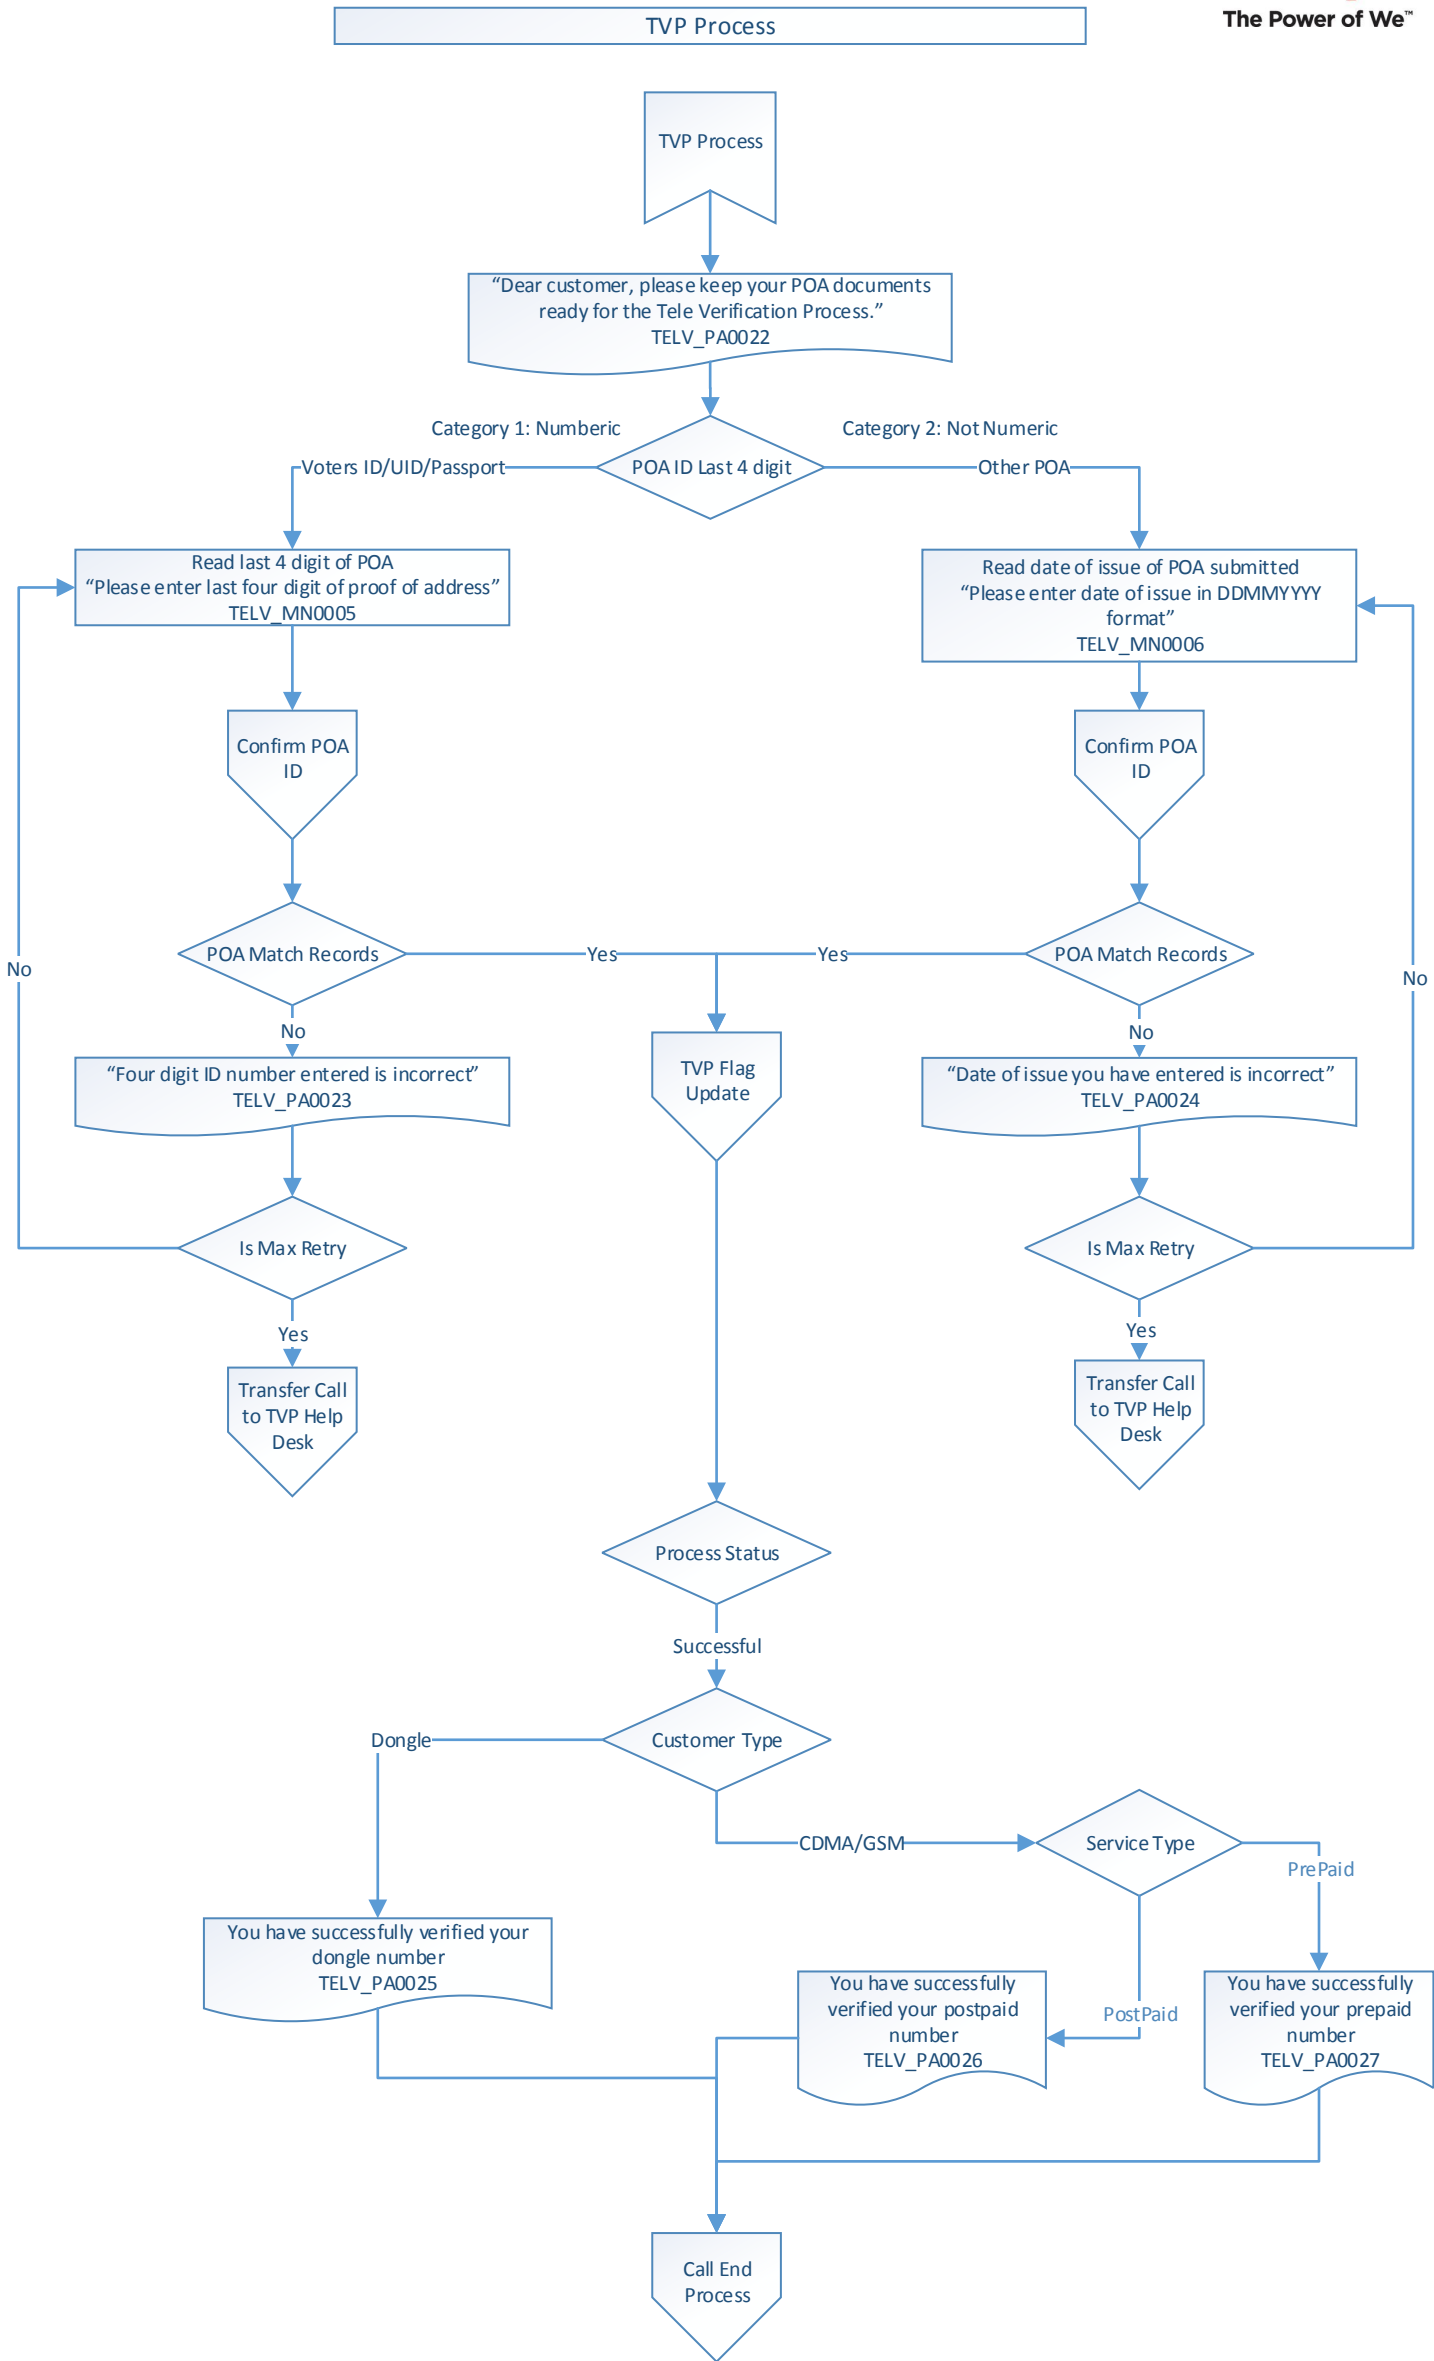 The Power of We™
TVP Process
TVP Process
“Dear customer, please keep your POA documents
ready for the Tele Verification Process.”
TELV_PA0022
Category 1: Numberic
Category 2: Not Numeric
Voters ID/UID/Passport
POA ID Last 4 digit
Other POA
Read last 4 digit of POA
“Please enter last four digit of proof of address”
TELV_MN0005
Read date of issue of POA submitted
“Please enter date of issue in DDMMYYYY
format”
TELV_MN0006
Confirm POA
ID
Confirm POA
ID
POA Match Records
Yes
Yes
POA Match Records
No
No
No
No
“Four digit ID number entered is incorrect”
TELV_PA0023
TVP Flag
Update
“Date of issue you have entered is incorrect”
TELV_PA0024
Is Max Retry
Is Max Retry
Yes
Yes
Transfer Call
to TVP Help
Desk
Transfer Call
to TVP Help
Desk
Process Status
Successful
Dongle
Customer Type
CDMA/GSM
Service Type
PrePaid
You have successfully verified your
dongle number
TELV_PA0025
PostPaid
You have successfully
verified your postpaid
number
TELV_PA0026
You have successfully
verified your prepaid
number
TELV_PA0027
Call End
Process